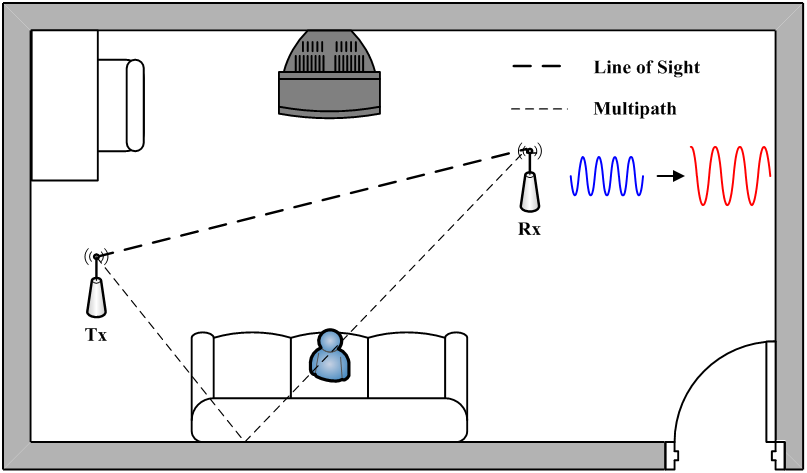 Line of Sight
Multipath
Rx
Tx